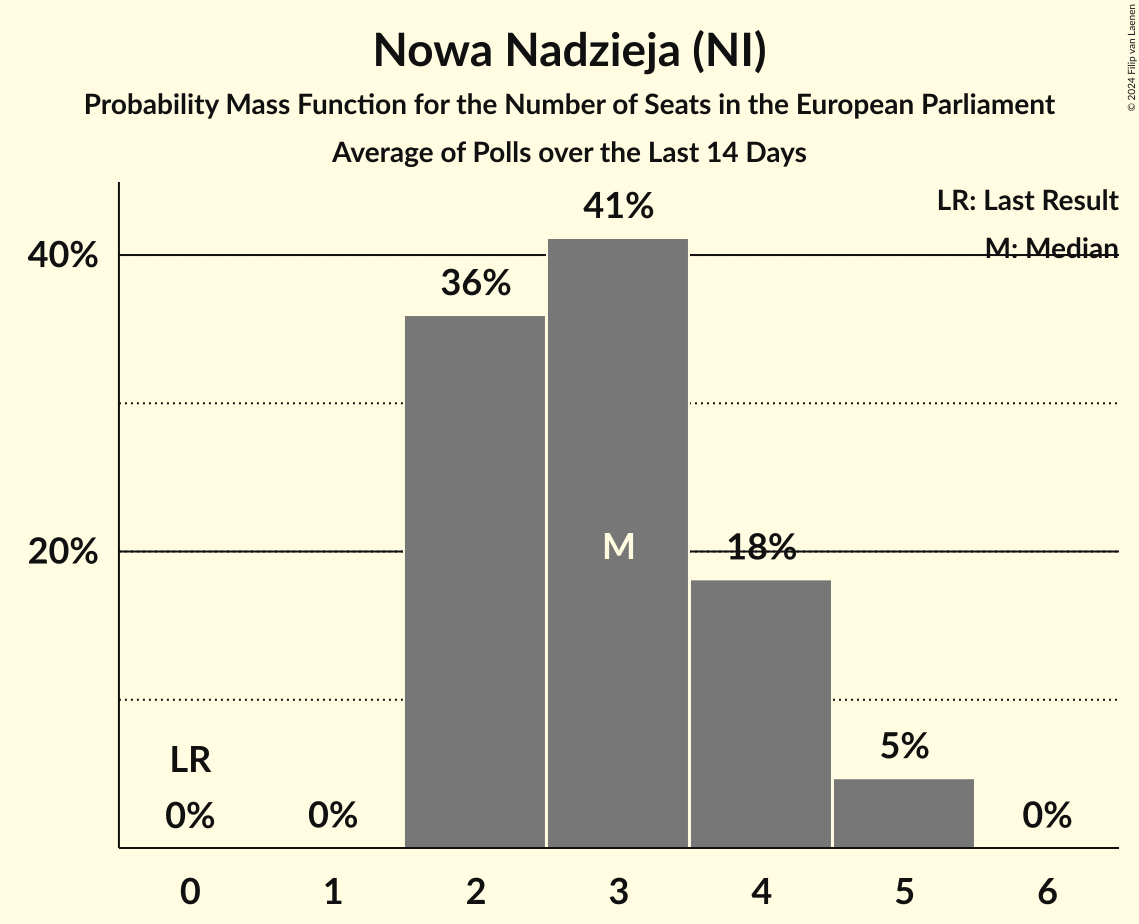 Nowa Nadzieja (NI)
Probability Mass Function for the Number of Seats in the European Parliament
Average of Polls over the Last 14 Days
© 2024 Filip van Laenen
LR: Last Result
M: Median
41%
40%
36%
M
20%
18%
5%
LR
0%
0%
0%
0 1 2 3 4 5 6